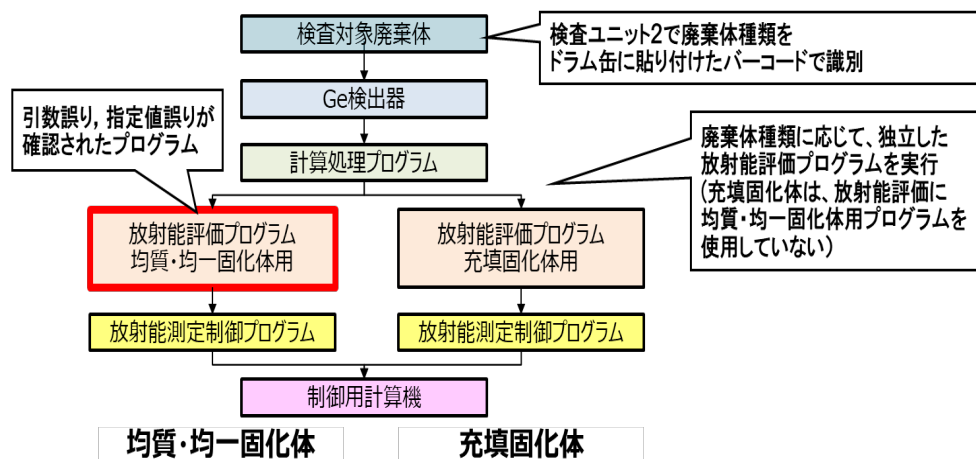 検査対象廃棄体
検査ユニット2で廃棄体種類を
ドラム缶に貼り付けたバーコードで識別
Ge検出器
引数誤り，指定値誤りが
確認されたプログラム
計算処理プログラム
廃棄体種類に応じて、独立した
放射能評価プログラムを実行
(充填固化体は、放射能評価に
均質・均一固化体用プログラムを
使用していない)
放射能評価プログラム
均質・均一固化体用
放射能評価プログラム
充填固化体用
放射能測定制御プログラム
放射能測定制御プログラム
制御用計算機
均質・均一固化体
充填固化体